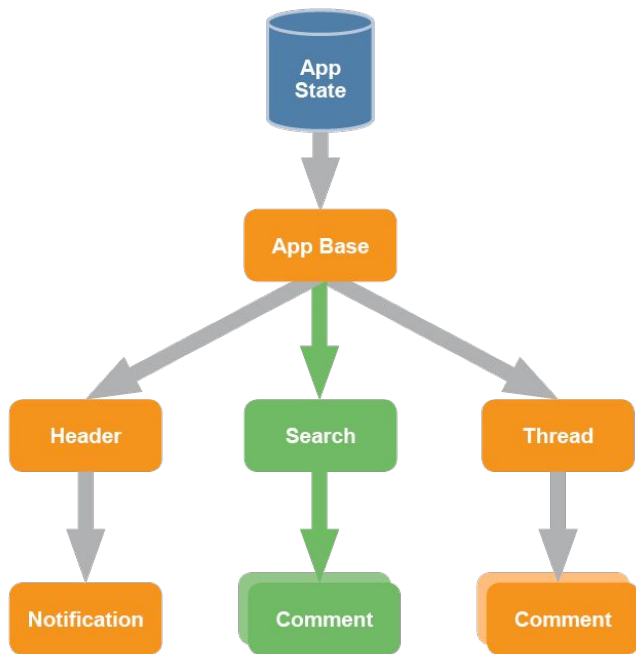 App
State
App Base
Header
Search
Thread
Notification
Comment
Comment